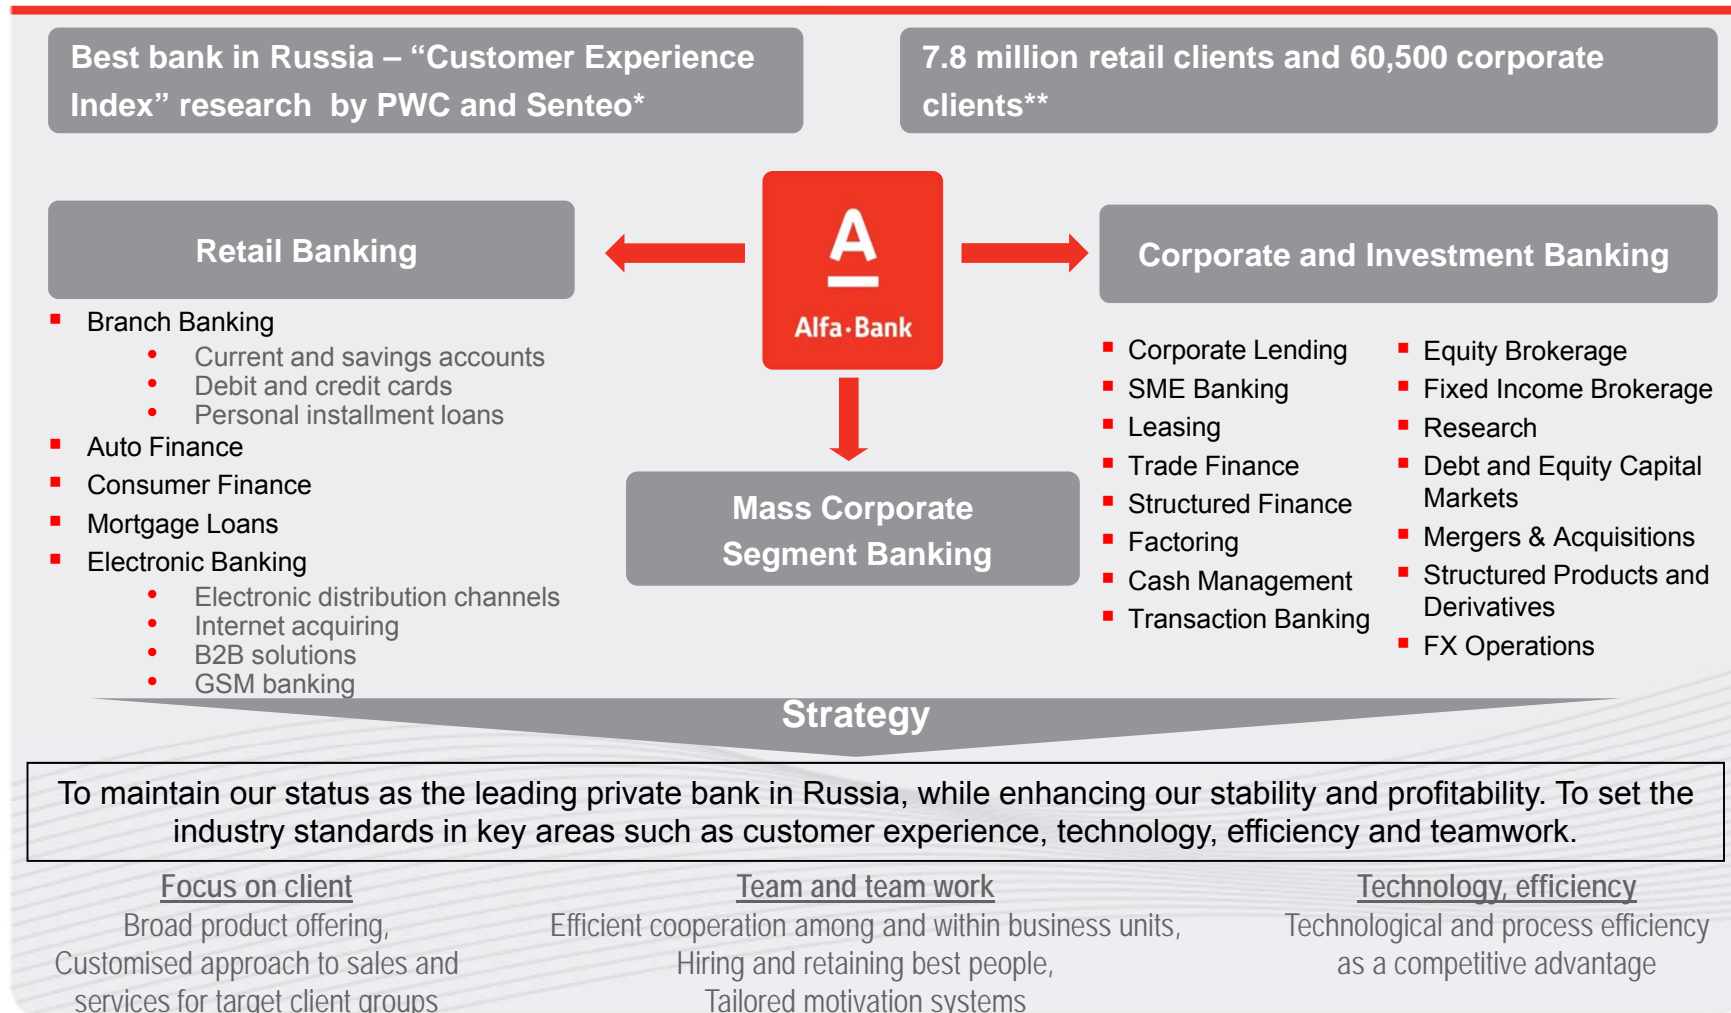 Best bank in Russia – “Customer Experience
Index” research by PWC and Senteo*
7.8 million retail clients and 60,500 corporate
clients**
A
Alfa·Bank
Retail Banking
Branch Banking
Current and savings accounts
Debit and credit cards
Personal installment loans
Auto Finance
Consumer Finance
Mortgage Loans
Electronic Banking
Electronic distribution channels
Internet acquiring
B2B solutions
GSM banking
Mass Corporate
Segment Banking
Corporate and Investment Banking
Corporate Lending
SME Banking
Leasing
Trade Finance
Structured Finance
Factoring
Cash Management
Transaction Banking
Equity Brokerage
Fixed Income Brokerage
Research
Debt and Equity Capital
Markets
Mergers & Acquisitions
Structured Products and
Derivatives
FX Operations
Strategy
To maintain our status as the leading private bank in Russia, while enhancing our stability and profitability. To set the
industry standards in key areas such as customer experience, technology, efficiency and teamwork.
Focus on client
Broad product offering,
Customised approach to sales and
services for target client groups
Team and team work
Efficient cooperation among and within business units,
Hiring and retaining best people,
Tailored motivation systems
Technology, efficiency
Technological and process efficiency
as a competitive advantage